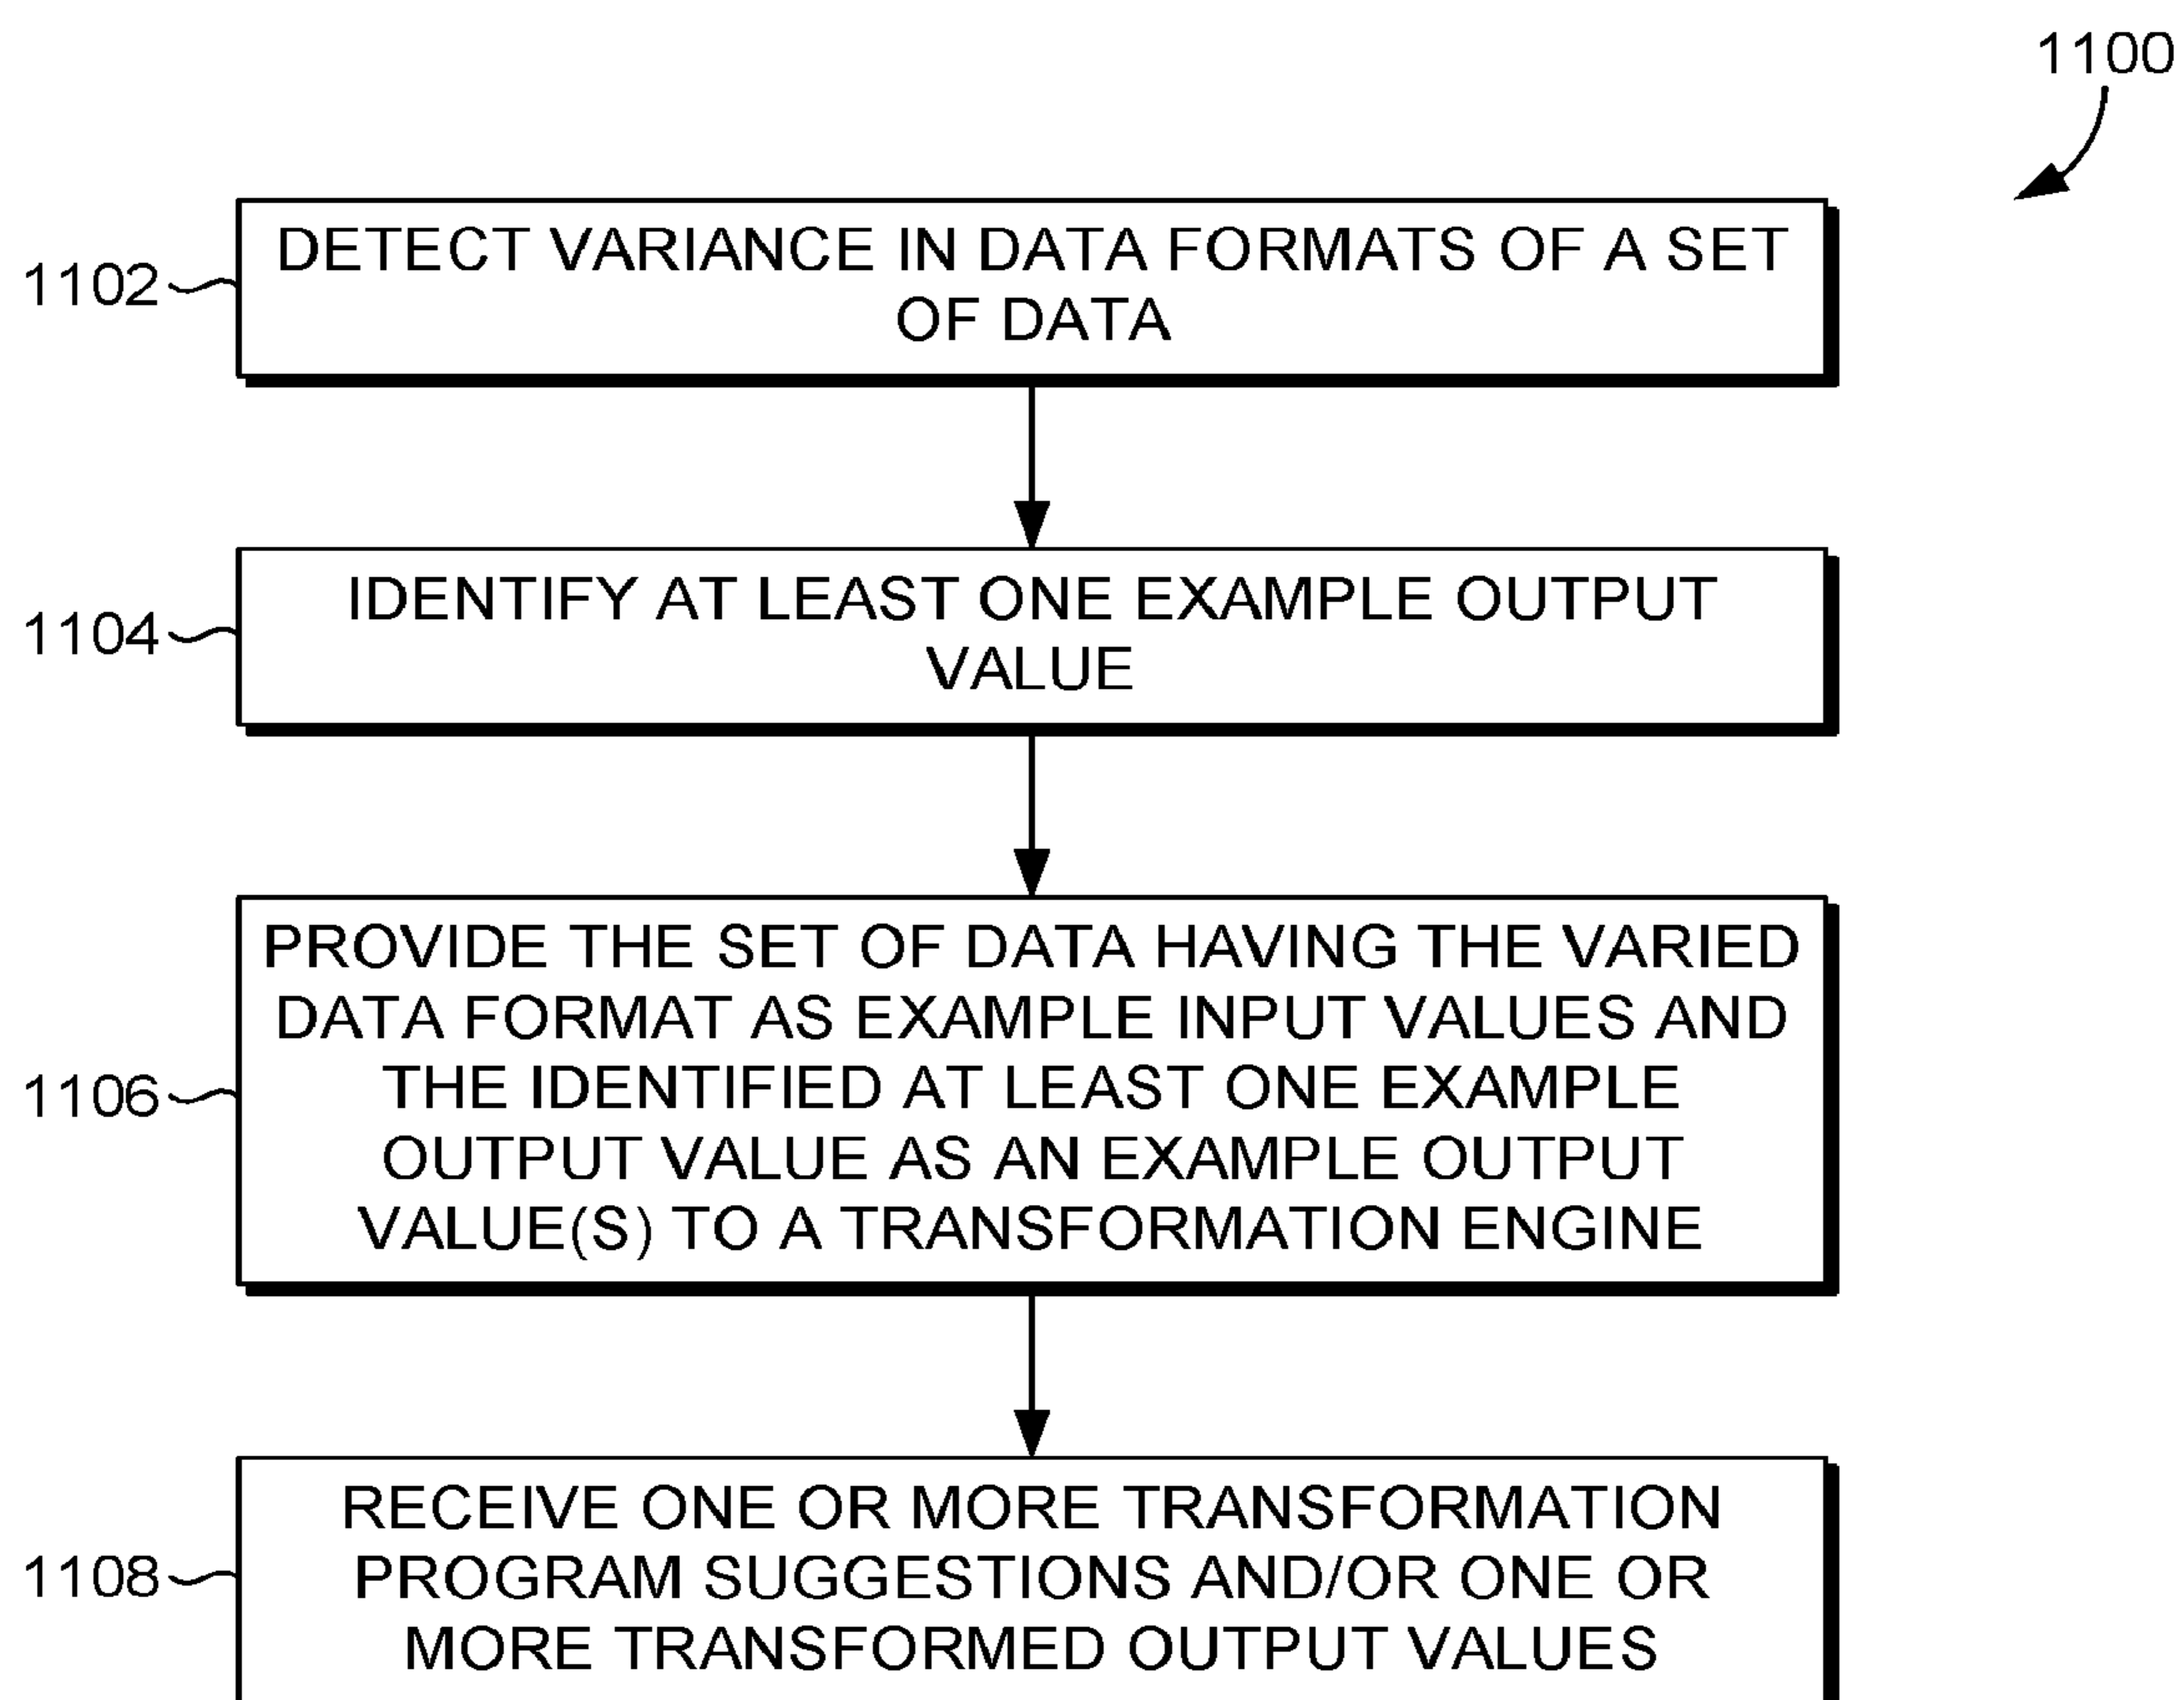 1100
1102
DETECT VARIANCE IN DATA FORMATS OF A SET
OF DATA
1104
IDENTIFY AT LEAST ONE EXAMPLE OUTPUT
VALUE
1106
PROVIDE THE SET OF DATA HAVING THE VARIED
DATA FORMAT AS EXAMPLE INPUT VALUES AND
THE IDENTIFIED AT LEAST ONE EXAMPLE
OUTPUT VALUE AS AN EXAMPLE OUTPUT
VALUE(S) TO A TRANSFORMATION ENGINE
1108
RECEIVE ONE OR MORE TRANSFORMATION
PROGRAM SUGGESTIONS AND/OR ONE OR
MORE TRANSFORMED OUTPUT VALUES